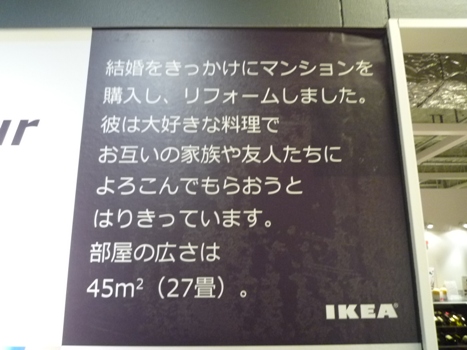 ur
結婚をきっかけにマンションを
購入し、リフォームしました。
彼は大好きな料理で
お互いの家族や友人たちに
よろこんでもらおうと
はりきっています。
部屋の広さは
45m²（27畳）。
IKEA®